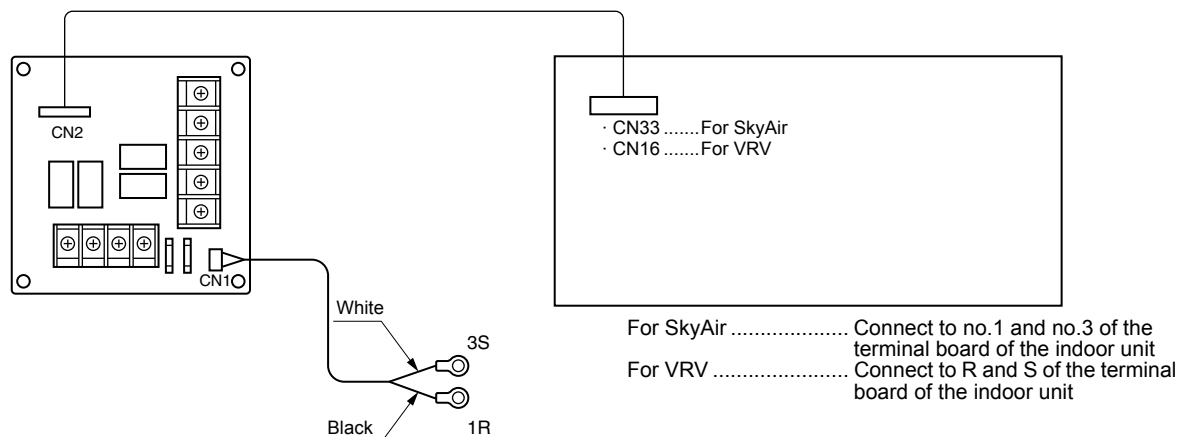 CN2
· CN33 .......For SkyAir
· CN16 .......For VRV
CN1
White
3S
Black
1R
For SkyAir .................... Connect to no.1 and no.3 of the
terminal board of the indoor unit
For VRV ....................... Connect to R and S of the terminal
board of the indoor unit